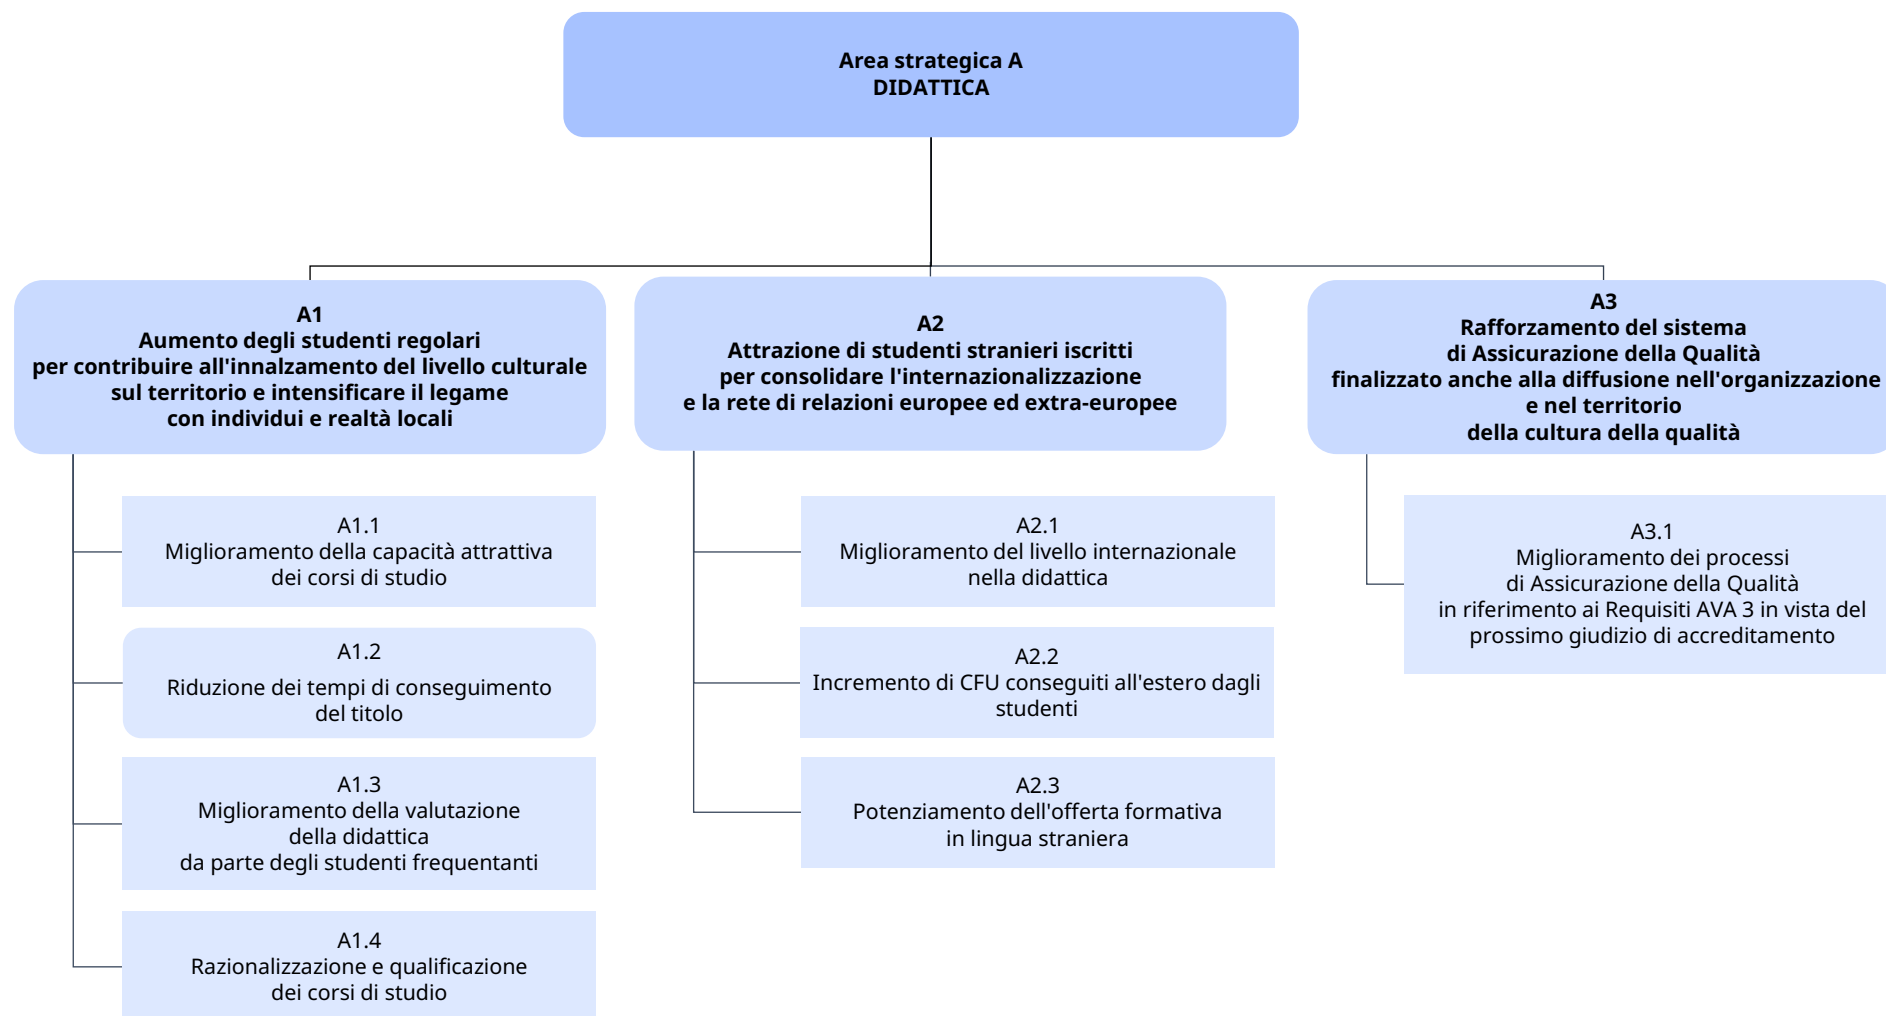 Area strategica A
DIDATTICA
A1
Aumento degli studenti regolari
per contribuire all'innalzamento del livello culturale
sul territorio e intensificare il legame
con individui e realtà locali
A1.1
Miglioramento della capacità attrattiva
dei corsi di studio
A1.2
Riduzione dei tempi di conseguimento
del titolo
A1.3
Miglioramento della valutazione
della didattica
da parte degli studenti frequentanti
A1.4
Razionalizzazione e qualificazione
dei corsi di studio
A2
Attrazione di studenti stranieri iscritti
per consolidare l'internazionalizzazione
e la rete di relazioni europee ed extra-europee
A2.1
Miglioramento del livello internazionale
nella didattica
A2.2
Incremento di CFU conseguiti all'estero dagli
studenti
A2.3
Potenziamento dell'offerta formativa
in lingua straniera
A3
Rafforzamento del sistema
di Assicurazione della Qualità
finalizzato anche alla diffusione nell'organizzazione
e nel territorio
della cultura della qualità
A3.1
Miglioramento dei processi
di Assicurazione della Qualità
in riferimento ai Requisiti AVA 3 in vista del
prossimo giudizio di accreditamento